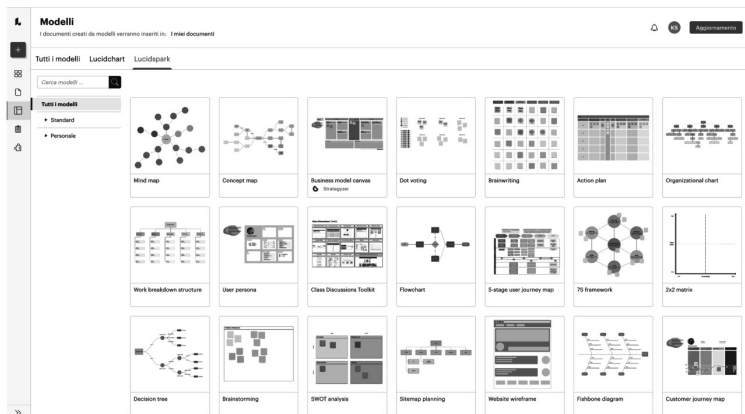 Modelli
I documenti creati da modelli verranno inseriti in: I miei documenti
KS
Aggiornamento
Tutti i modelli Lucidchart Lucidspark
Cerca modelli ...
Tutti i modelli
Standard
Personale
Mind map
Concept map
Business model canvas
Strategyzer
Dot voting
Brainwriting
Action plan
Organizational chart
Work breakdown structure
User persona
Class Discussions Toolkit
Class Discussions Toolkit
Flowchart
5-stage user journey map
7S framework
2x2 matrix
Decision tree
Brainstorming
SWOT analysis
Sitemap planning
Website wireframe
Fishbone diagram
Customer journey map